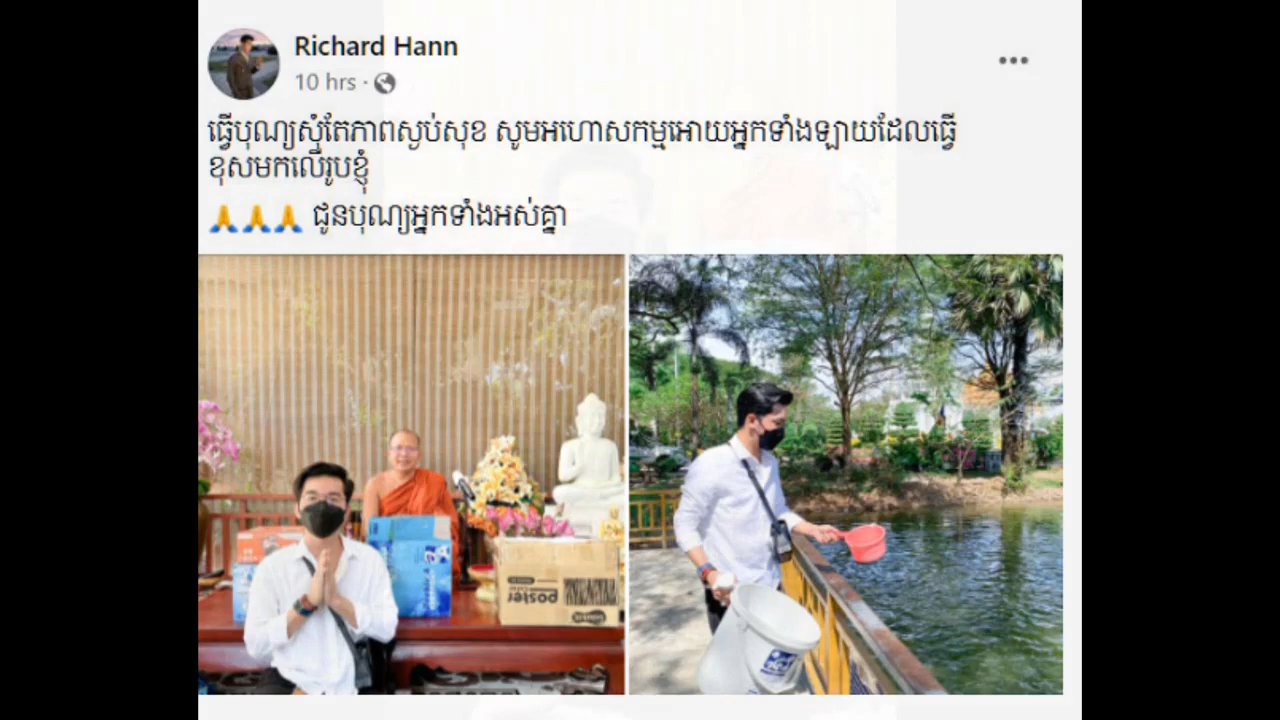 Richard Hann
10 hrs ·
ធ្វើបុណ្យសុំតែភាពស្ងប់សុខ សូមអហោសកម្មអោយអ្នកទាំងឡាយដែលធ្វើ
ខុសមកលើរូបខ្ញុំ
🙏🙏🙏 ជូនបុណ្យអ្នកទាំងអស់គ្នា
poster